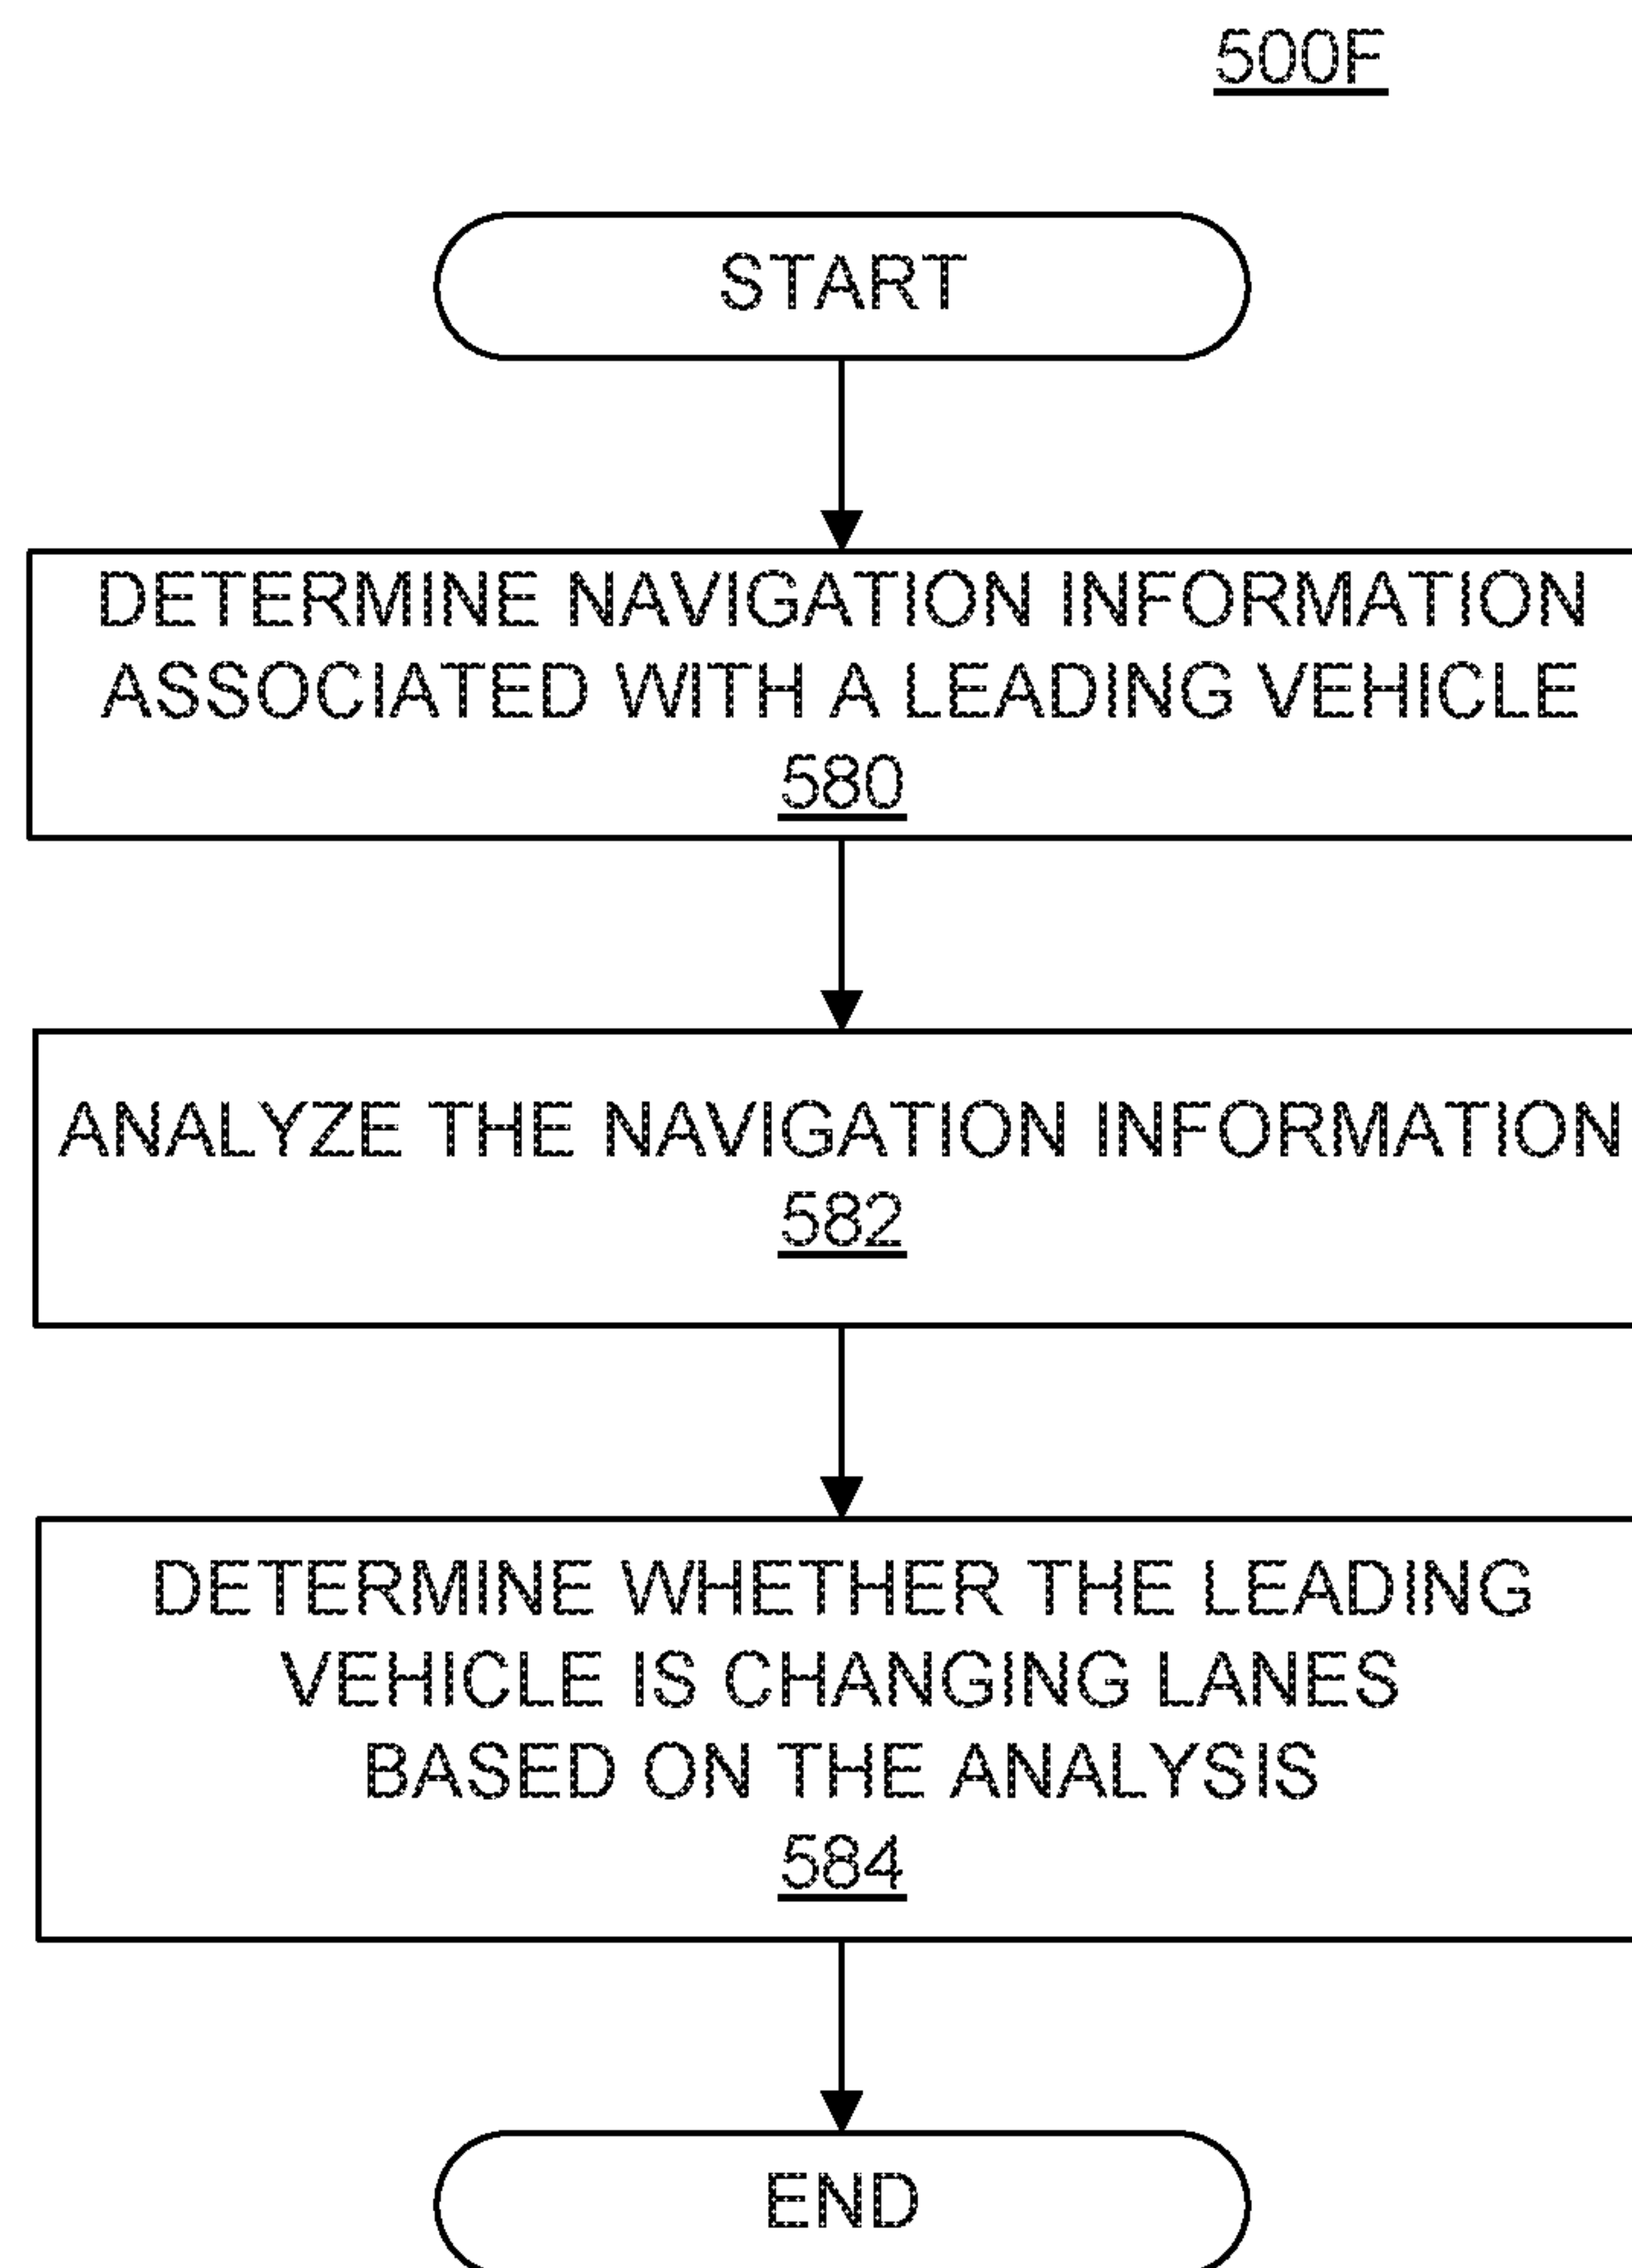 500F
START
DETERMINE NAVIGATION INFORMATION
ASSOCIATED WITH A LEADING VEHICLE
580
ANALYZE THE NAVIGATION INFORMATION
582
DETERMINE WHETHER THE LEADING
VEHICLE IS CHANGING LANES
BASED ON THE ANALYSIS
584
END